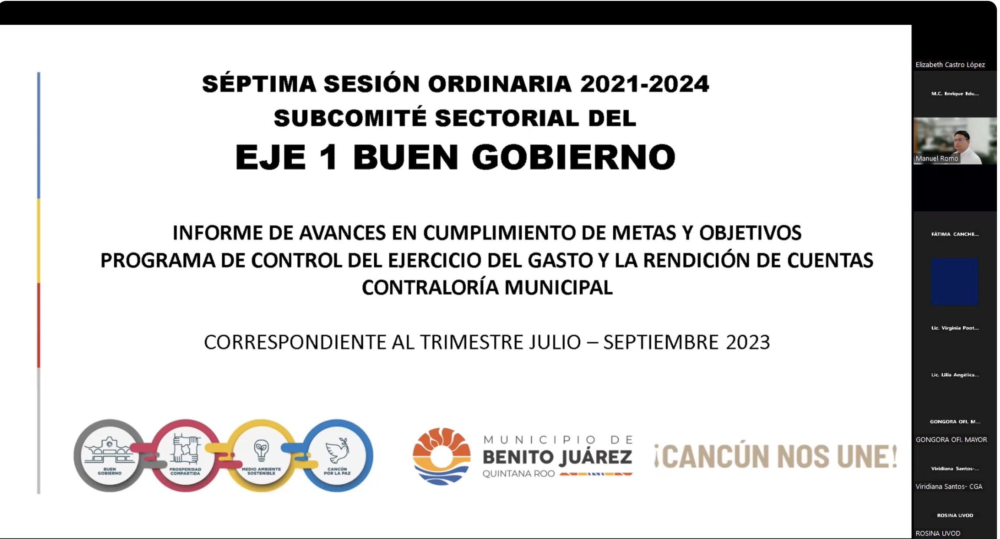 SÉPTIMA SESIÓN ORDINARIA 2021-2024
SUBCOMITÉ SECTORIAL DEL
EJE 1 BUEN GOBIERNO
INFORME DE AVANCES EN CUMPLIMIENTO DE METAS Y OBJETIVOS
PROGRAMA DE CONTROL DEL EJERCICIO DEL GASTO Y LA RENDICIÓN DE CUENTAS
CONTRALORÍA MUNICIPAL
CORRESPONDIENTE AL TRIMESTRE JULIO – SEPTIEMBRE 2023
BUEN
GOBIERNO
PROSPERIDAD
COMPARTIDA
MEDIO AMBIENTE
SOSTENIBLE
CANCÚN
POR LA PAZ
MUNICIPIO DE
BENITO JUÁREZ
QUINTANA ROO
¡CANCÚN NOS UNE!
Elizabeth Castro López
M.C. Enrique Edu...
Manuel Romo
FÁTIMA CANCHE...
Lic. Virginia Poot...
Lic. Lilia Angélica...
GONGORA OFI. M...
GONGORA OFI. MAYOR
Viridiana Santos-...
Viridiana Santos- CGA
ROSINA UVOD
ROSINA UVOD